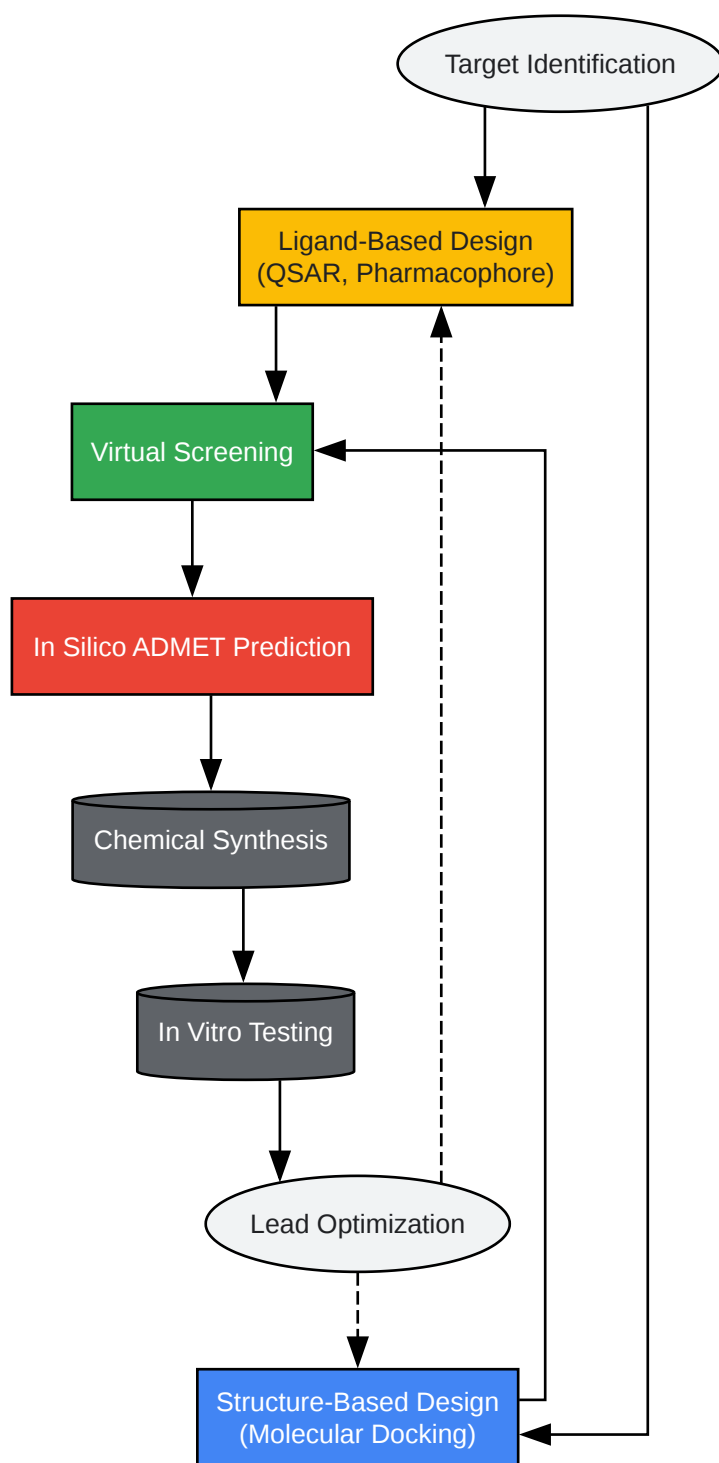 Target Identification
Ligand-Based Design
(QSAR, Pharmacophore)
Virtual Screening
In Silico ADMET Prediction
Chemical Synthesis
In Vitro Testing
Lead Optimization
Structure-Based Design
(Molecular Docking)